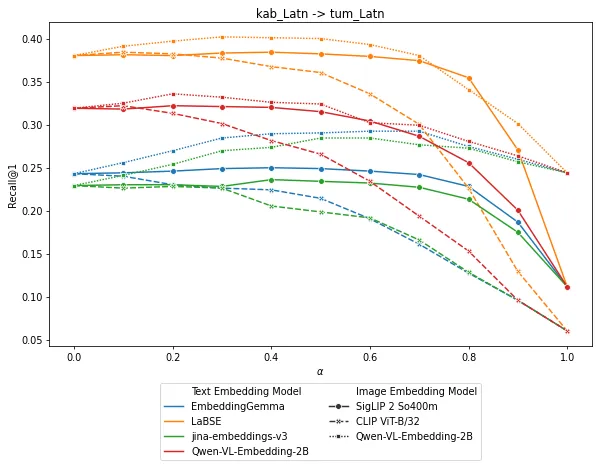 kab_Latn -> tum_Latn
Recall@1
0.40
0.35
0.30
0.25
0.20
0.15
0.10
0.05
0.0 0.2 0.4 0.6 0.8 1.0
α
Text Embedding Model
EmbeddingGemma
LaBSE
jina-embeddings-v3
Qwen-VL-Embedding-2B
Image Embedding Model
SigLIP 2 So400m
CLIP ViT-B/32
Qwen-VL-Embedding-2B